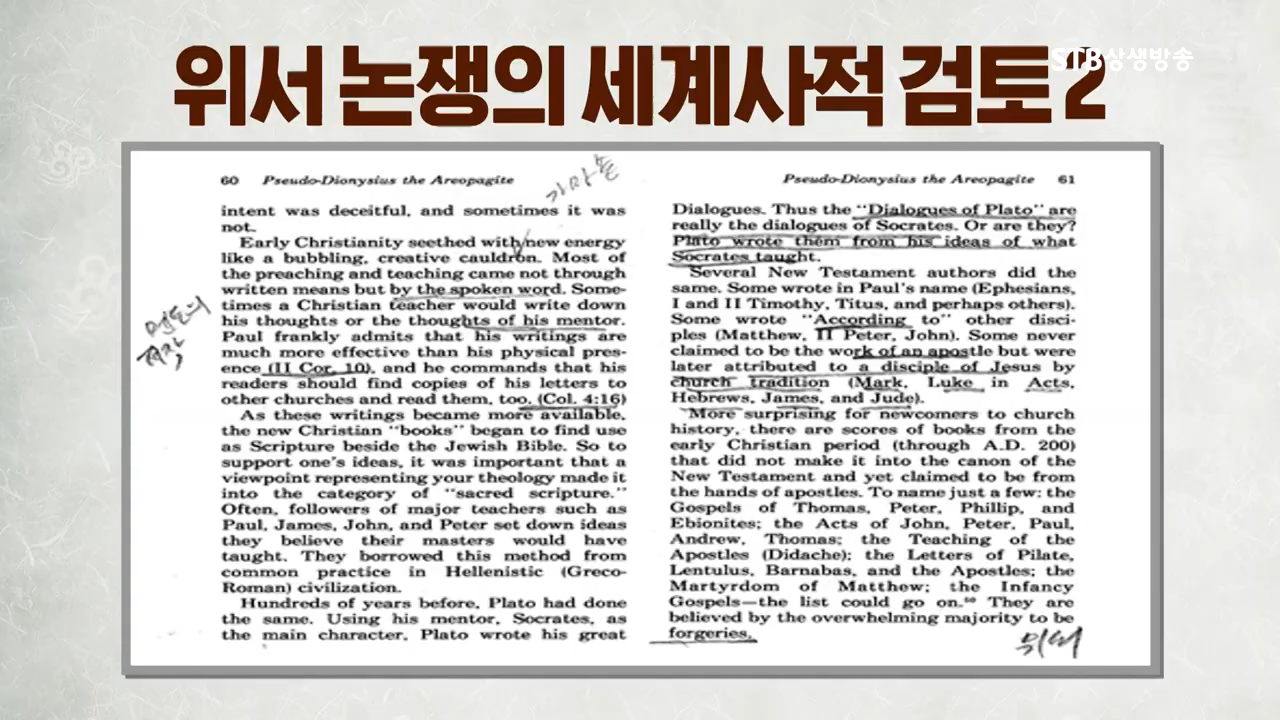 위서 논쟁의 세계사적 검토 2
STB상생방송
60 Pseudo-Dionysius the Areopagite
가마솥
intent was deceitful, and sometimes it was
not.
Early Christianity seethed with new energy
like a bubbling, creative cauldron. Most of
the preaching and teaching came not through
written means but by the spoken word. Some-
times a Christian teacher would write down
his thoughts or the thoughts of his mentor.
Paul frankly admits that his writings are
much more effective than his physical pres-
ence (II Cor. 10), and he commands that his
readers should find copies of his letters to
other churches and read them, too. (Col. 4:16)
As these writings became more available,
the new Christian "books" began to find use
as Scripture beside the Jewish Bible. So to
support one's ideas, it was important that a
viewpoint representing your theology made it
into the category of "sacred scripture."
Often, followers of major teachers such as
Paul, James, John, and Peter set down ideas
they believe their masters would have
taught. They borrowed this method from
common practice in Hellenistic (Greco-
Roman) civilization.
Hundreds of years before, Plato had done
the same. Using his mentor, Socrates, as
the main character, Plato wrote his great
Pseudo-Dionysius the Areopagite 61
Dialogues. Thus the "Dialogues of Plato" are
really the dialogues of Socrates. Or are they?
Plato wrote them from his ideas of what
Socrates taught.
Several New Testament authors did the
same. Some wrote in Paul's name (Ephesians,
I and II Timothy, Titus, and perhaps others).
Some wrote "According to" other disci-
ples (Matthew, II Peter, John). Some never
claimed to be the work of an apostle but were
later attributed to a disciple of Jesus by
church tradition (Mark, Luke in Acts,
Hebrews, James, and Jude).
More surprising for newcomers to church
history, there are scores of books from the
early Christian period (through A.D. 200)
that did not make it into the canon of the
New Testament and yet claimed to be from
the hands of apostles. To name just a few: the
Gospels of Thomas, Peter, Phillip, and
Ebionites; the Acts of John, Peter, Paul,
Andrew, Thomas; the Teaching of the
Apostles (Didache); the Letters of Pilate,
Lentulus, Barnabas, and the Apostles; the
Martyrdom of Matthew; the Infancy
Gospels—the list could go on. They are
believed by the overwhelming majority to be
forgeries.
위서